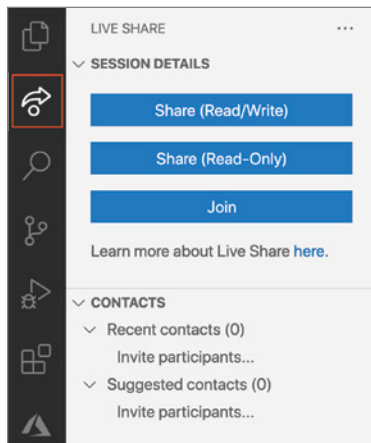 LIVE SHARE
SESSION DETAILS
Share (Read/Write)
Share (Read-Only)
Join
Learn more about Live Share here.
CONTACTS
Recent contacts (0)
Invite participants...
Suggested contacts (0)
Invite participants...